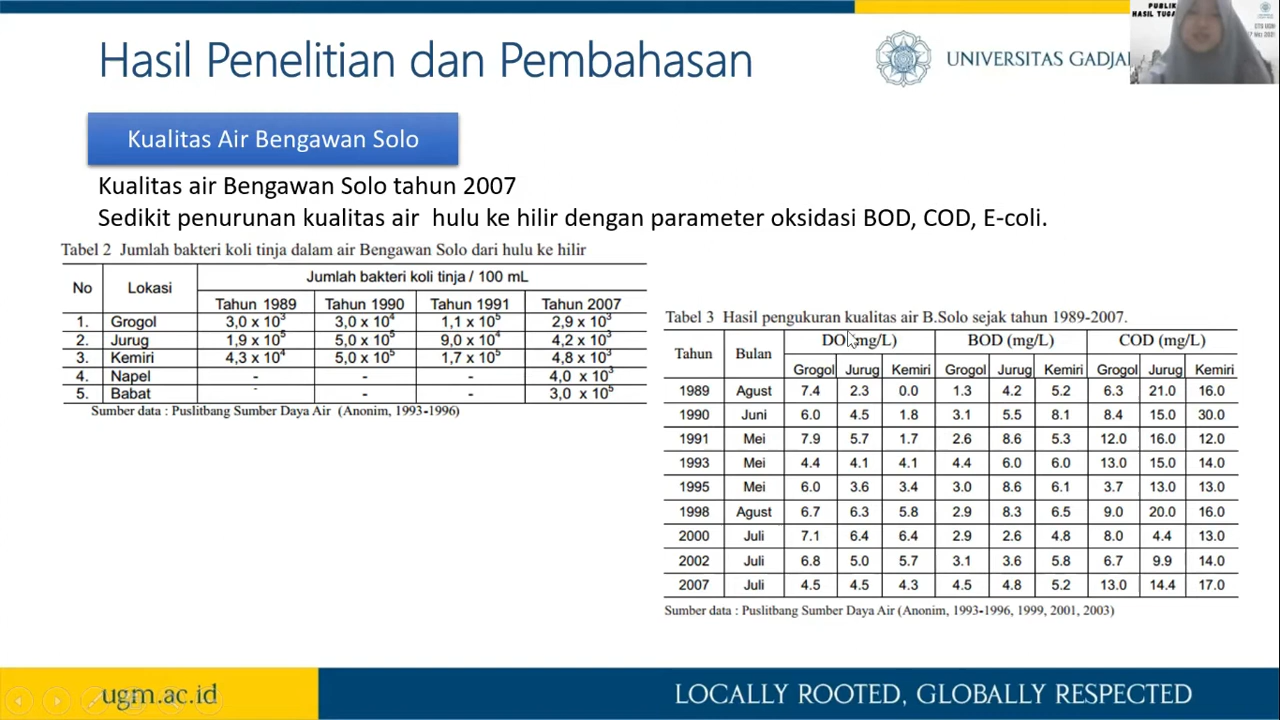 Hasil Penelitian dan Pembahasan
UNIVERSITAS GADJA
PUBLIK
HASIL TUGA
Kualitas Air Bengawan Solo
Kualitas air Bengawan Solo tahun 2007
Sedikit penurunan kualitas air hulu ke hilir dengan parameter oksidasi BOD, COD, E-coli.
Tabel 2 Jumlah bakteri koli tinja dalam air Bengawan Solo dari hulu ke hilir
No Lokasi Jumlah bakteri koli tinja / 100 mL
Tahun 1989 Tahun 1990 Tahun 1991 Tahun 2007
1. Grogol 3,0 x 10³ 3,0 x 10⁴ 1,1 x 10⁵ 2,9 x 10³
2. Jurug 1,9 x 10⁵ 5,0 x 10⁵ 9,0 x 10⁴ 4,2 x 10³
3. Kemiri 4,3 x 10⁴ 5,0 x 10⁵ 1,7 x 10⁵ 4,8 x 10³
4. Napel - - - 4,0 x 10³
5. Babat - - - 3,0 x 10⁵
Sumber data : Puslitbang Sumber Daya Air (Anonim, 1993-1996)
Tabel 3 Hasil pengukuran kualitas air B.Solo sejak tahun 1989-2007.
Tahun Bulan DO (mg/L) BOD (mg/L) COD (mg/L)
Grogol Jurug Kemiri Grogol Jurug Kemiri Grogol Jurug Kemiri
1989 Agust 7.4 2.3 0.0 1.3 4.2 5.2 6.3 21.0 16.0
1990 Juni 6.0 4.5 1.8 3.1 5.5 8.1 8.4 15.0 30.0
1991 Mei 7.9 5.7 1.7 2.6 8.6 5.3 12.0 16.0 12.0
1993 Mei 4.4 4.1 4.1 4.4 6.0 6.0 13.0 15.0 14.0
1995 Mei 6.0 3.6 3.4 3.0 8.6 6.1 3.7 13.0 13.0
1998 Agust 6.7 6.3 5.8 2.9 8.3 6.5 9.0 20.0 16.0
2000 Juli 7.1 6.4 6.4 2.9 2.6 4.8 8.0 4.4 13.0
2002 Juli 6.8 5.0 5.7 3.1 3.6 5.8 6.7 9.9 14.0
2007 Juli 4.5 4.5 4.3 4.5 4.8 5.2 13.0 14.4 17.0
Sumber data : Puslitbang Sumber Daya Air (Anonim, 1993-1996, 1999, 2001, 2003)
ugm.ac.id
LOCALLY ROOTED, GLOBALLY RESPECTED